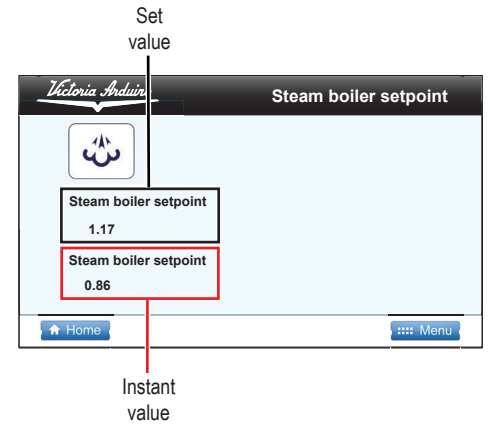 Set
value
Victoria Arduino
Steam boiler setpoint
Steam boiler setpoint
1.17
Steam boiler setpoint
0.86
Home
Menu
Instant
value